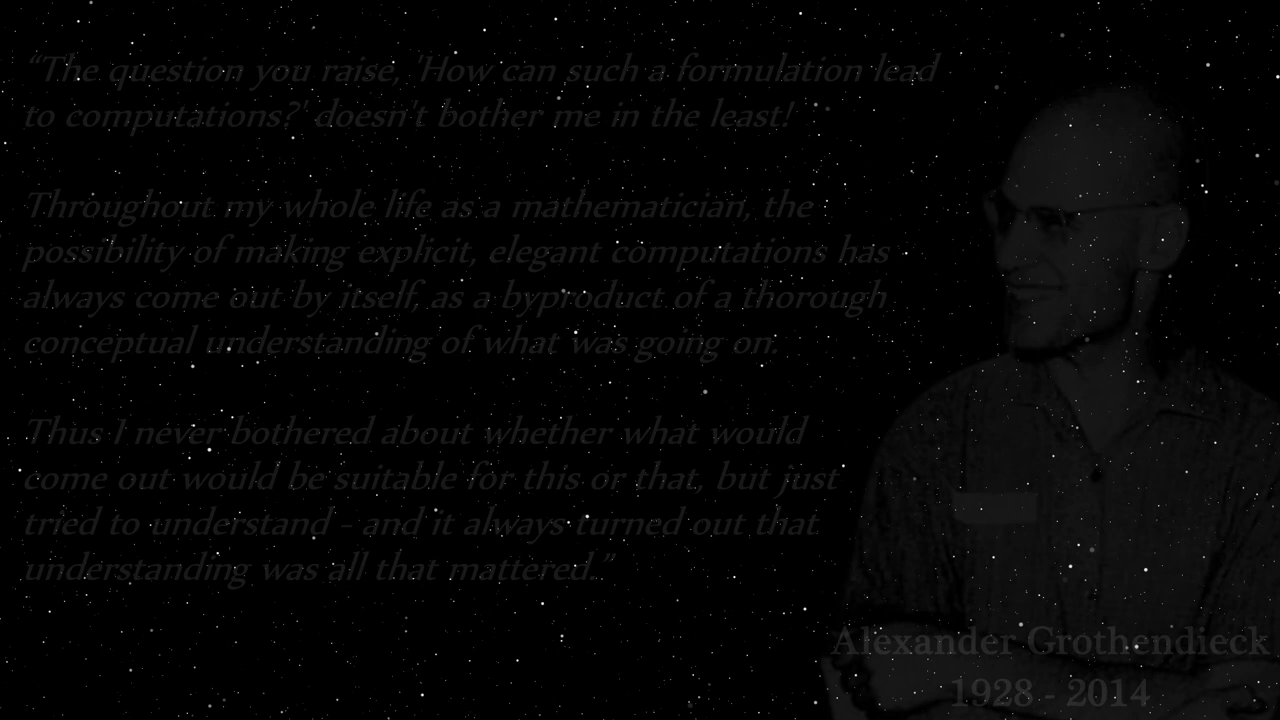 “The question you raise, 'How can such a formulation lead
to computations?' doesn't bother me in the least!
Throughout my whole life as a mathematician, the
possibility of making explicit, elegant computations has
always come out by itself, as a byproduct of a thorough
conceptual understanding of what was going on.
Thus I never bothered about whether what would
come out would be suitable for this or that, but just
tried to understand - and it always turned out that
understanding was all that mattered.”
Alexander Grothendieck
1928 - 2014